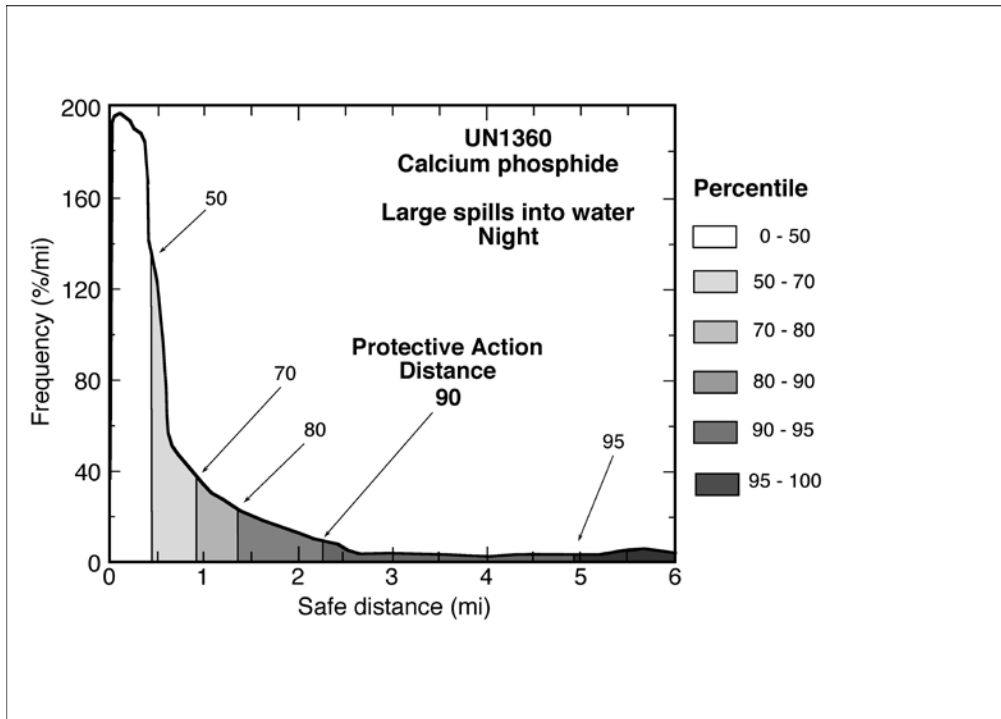 UN1360
Calcium phosphide
Large spills into water
Night
Protective Action
Distance
90
50
70
80
95
200
160
120
80
40
0
Frequency (%/mi)
0 1 2 3 4 5 6
Safe distance (mi)
Percentile
0 - 50
50 - 70
70 - 80
80 - 90
90 - 95
95 - 100